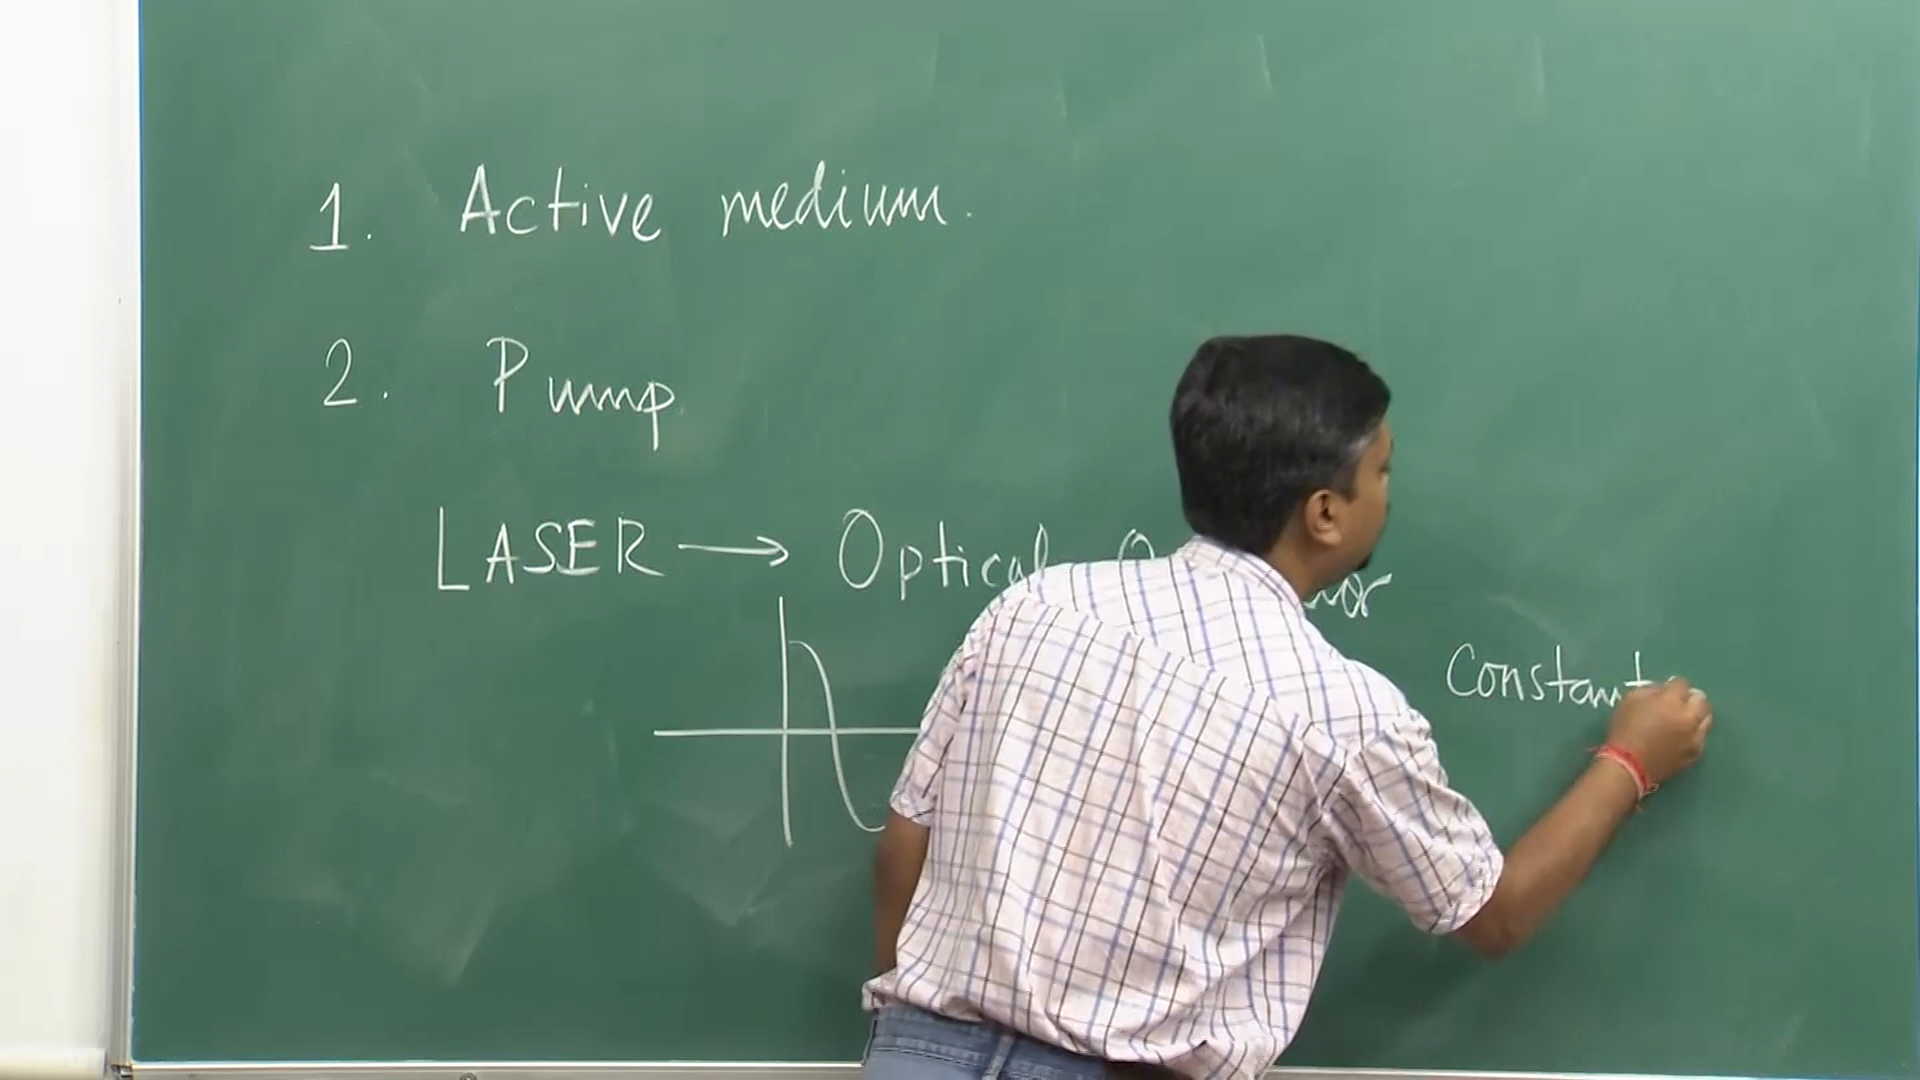 1. Active medium.
2. Pump
LASER → Optical
Constant